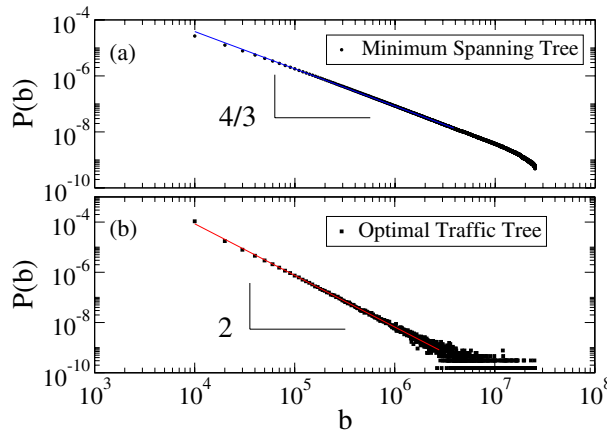 10^-4
(a)
Minimum Spanning Tree
10^-6
P(b)
4/3
10^-8
10^-10
(b)
Optimal Traffic Tree
10^-4
10^-6
P(b)
2
10^-8
10^-10
10^3 10^4 10^5 10^6 10^7 10^8
b